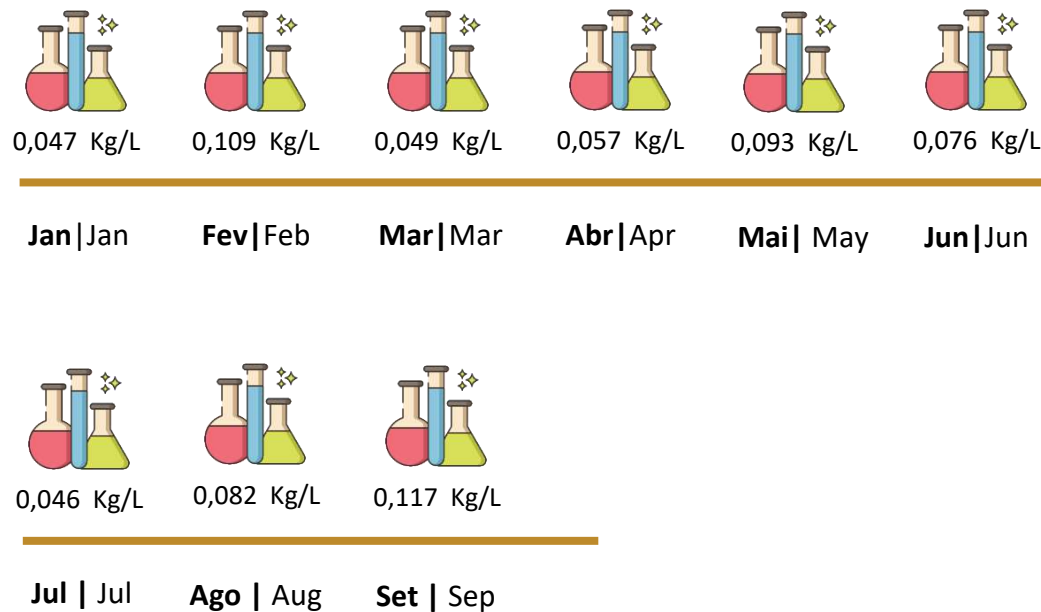 0,047 Kg/L 0,109 Kg/L 0,049 Kg/L 0,057 Kg/L 0,093 Kg/L 0,076 Kg/L
Jan|Jan Fev|Feb Mar|Mar Abr|Apr Mai| May Jun|Jun
0,046 Kg/L 0,082 Kg/L 0,117 Kg/L
Jul | Jul Ago | Aug Set | Sep